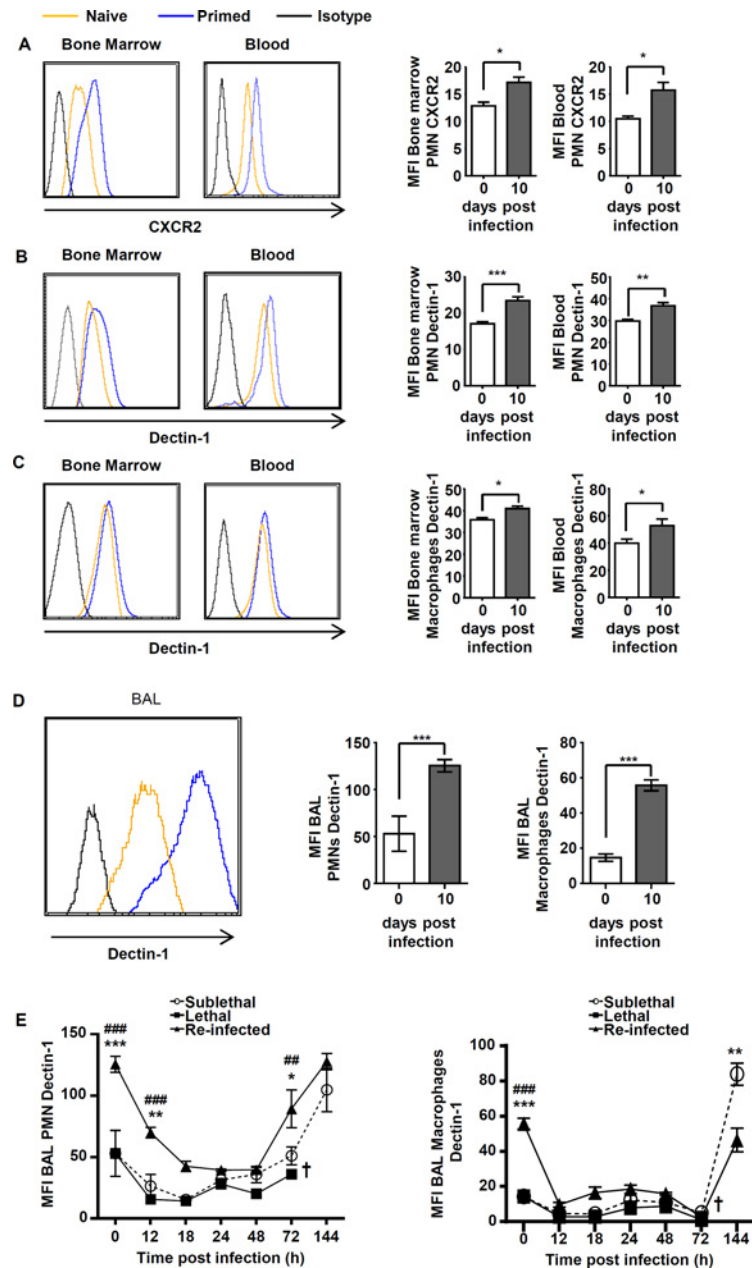 Naive Primed Isotype
A
Bone Marrow Blood
CXCR2
MFI Bone marrow
PMN CXCR2
20
15
10
5
0
0 10
days post
infection
*
MFI Blood
PMN CXCR2
20
15
10
5
0
0 10
days post
infection
*
B
Bone Marrow Blood
Dectin-1
MFI Bone marrow
PMN Dectin-1
30
20
10
0
0 10
days post
infection
***
MFI Blood
PMN Dectin-1
50
40
30
20
10
0
0 10
days post
infection
**
C
Bone Marrow Blood
Dectin-1
MFI Bone marrow
Macrophages Dectin-1
50
40
30
20
10
0
0 10
days post
infection
*
MFI Blood
Macrophages Dectin-1
80
60
40
20
0
0 10
days post
infection
*
D
BAL
Dectin-1
MFI BAL
PMNs Dectin-1
150
100
50
0
0 10
days post
infection
***
MFI BAL
Macrophages Dectin-1
80
60
40
20
0
0 10
days post
infection
***
E
Sublethal
Lethal
Re-infected
MFI BAL PMN Dectin-1
150
100
50
0
###
***
###
**
##
*
†
0 12 18 24 48 72 144
Time post infection (h)
Sublethal
Lethal
Re-infected
MFI BAL Macrophages
Dectin-1
100
80
60
40
20
0
###
***
**
†
0 12 18 24 48 72 144
Time post infection (h)